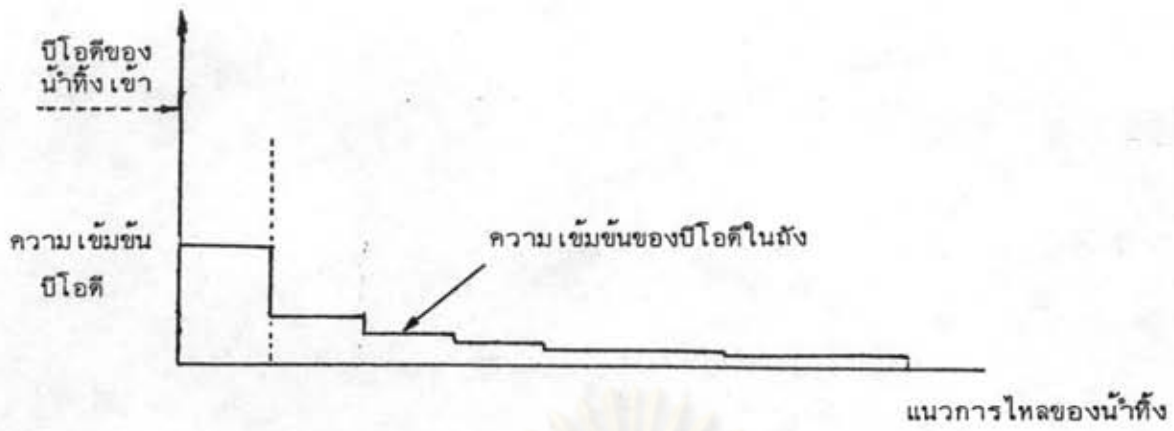 บีโอดีของ
น้ำทิ้งเข้า
ความเข้มข้น
บีโอดี
ความเข้มข้นของบีโอดีในถัง
แนวการไหลของน้ำทิ้ง